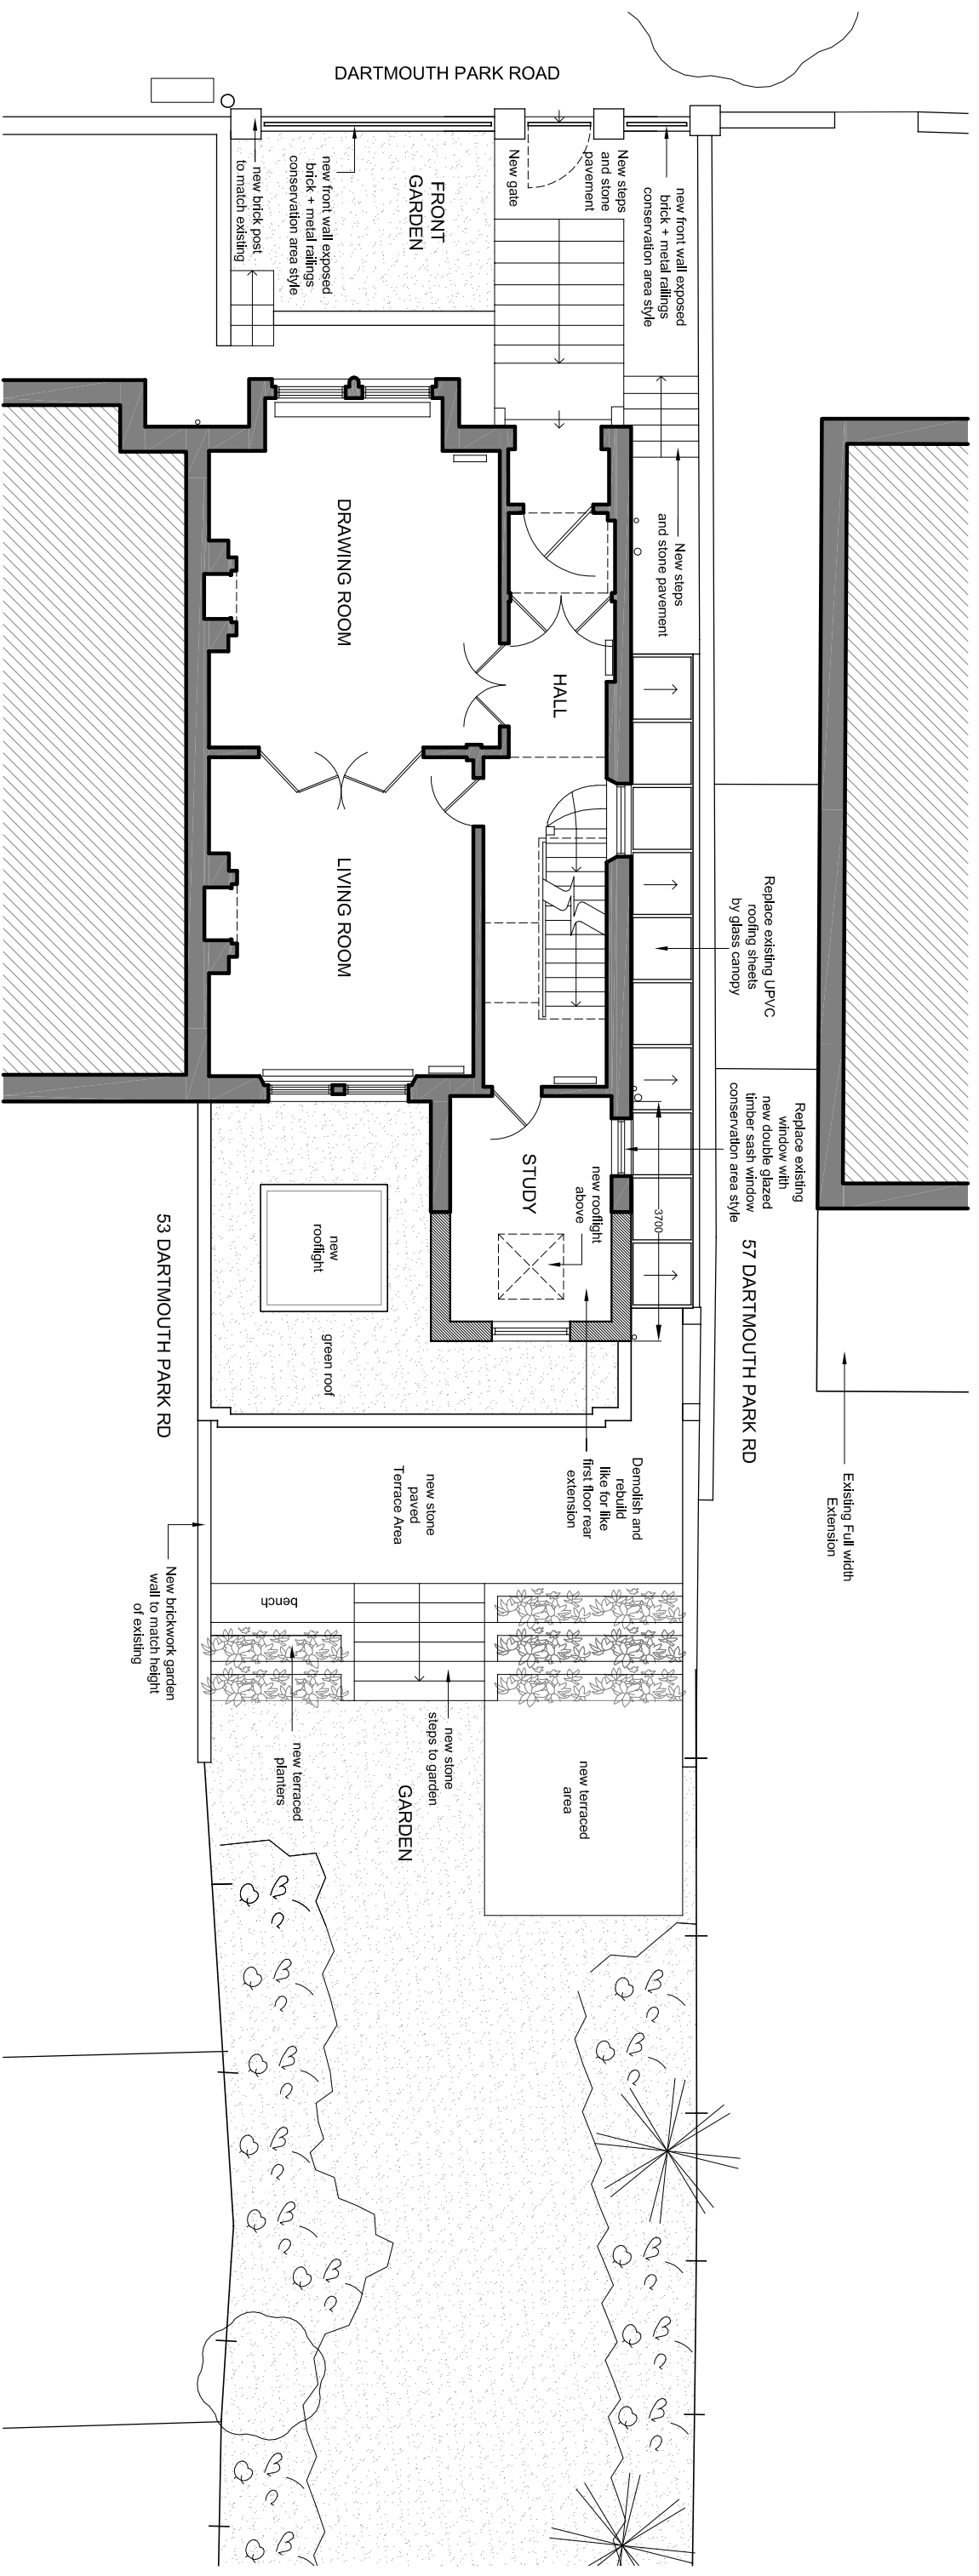 DARTMOUTH PARK ROAD
new front wall exposed
brick + metal railings
conservation area style
New steps
and stone
pavement
New gate
FRONT
GARDEN
new front wall exposed
brick + metal railings
conservation area style
new brick post
to match existing
New steps
and stone pavement
DRAWING ROOM
HALL
LIVING ROOM
Replace existing UPVC
roofing sheets
by glass canopy
Replace existing
window with
new double glazed
timber sash window
conservation area style
3700
57 DARTMOUTH PARK RD
STUDY
new rooflight
above
new
rooflight
green roof
53 DARTMOUTH PARK RD
Existing Full width
Extension
Demolish and
rebuild
like for like
first floor rear
extension
new stone
paved
Terrace Area
bench
New brickwork garden
wall to match height
of existing
new stone
steps to garden
new terraced
planters
new terraced
area
GARDEN